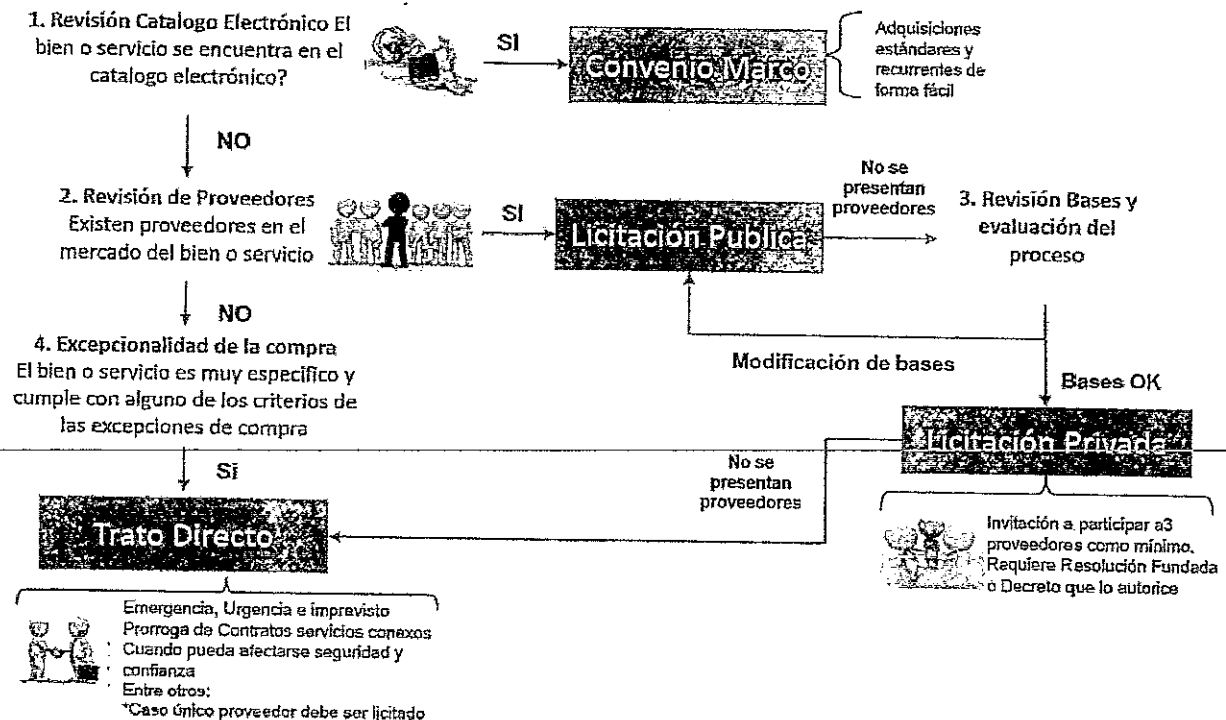 1. Revisión Catalogo Electrónico El
bien o servicio se encuentra en el
catalogo electrónico?
SI
Convenio Marco
Adquisiciones
estándares y
recurrentes de
forma fácil
NO
2. Revisión de Proveedores
Existen proveedores en el
mercado del bien o servicio
SI
Licitación Publica
No se
presentan
proveedores
3. Revisión Bases y
evaluación del
proceso
NO
4. Excepcionalidad de la compra
El bien o servicio es muy específico y
cumple con alguno de los criterios de
las excepciones de compra
Modificación de bases
Bases OK
Licitación Privada
Si
No se
presentan
proveedores
Trato Directo
Invitación a participar a3
proveedores como mínimo.
Requiere Resolución Fundada
o Decreto que lo autorice
Emergencia, Urgencia e imprevisto
Prorroga de Contratos servicios conexos
Cuando pueda afectarse seguridad y
confianza
Entre otros:
*Caso único proveedor debe ser licitado